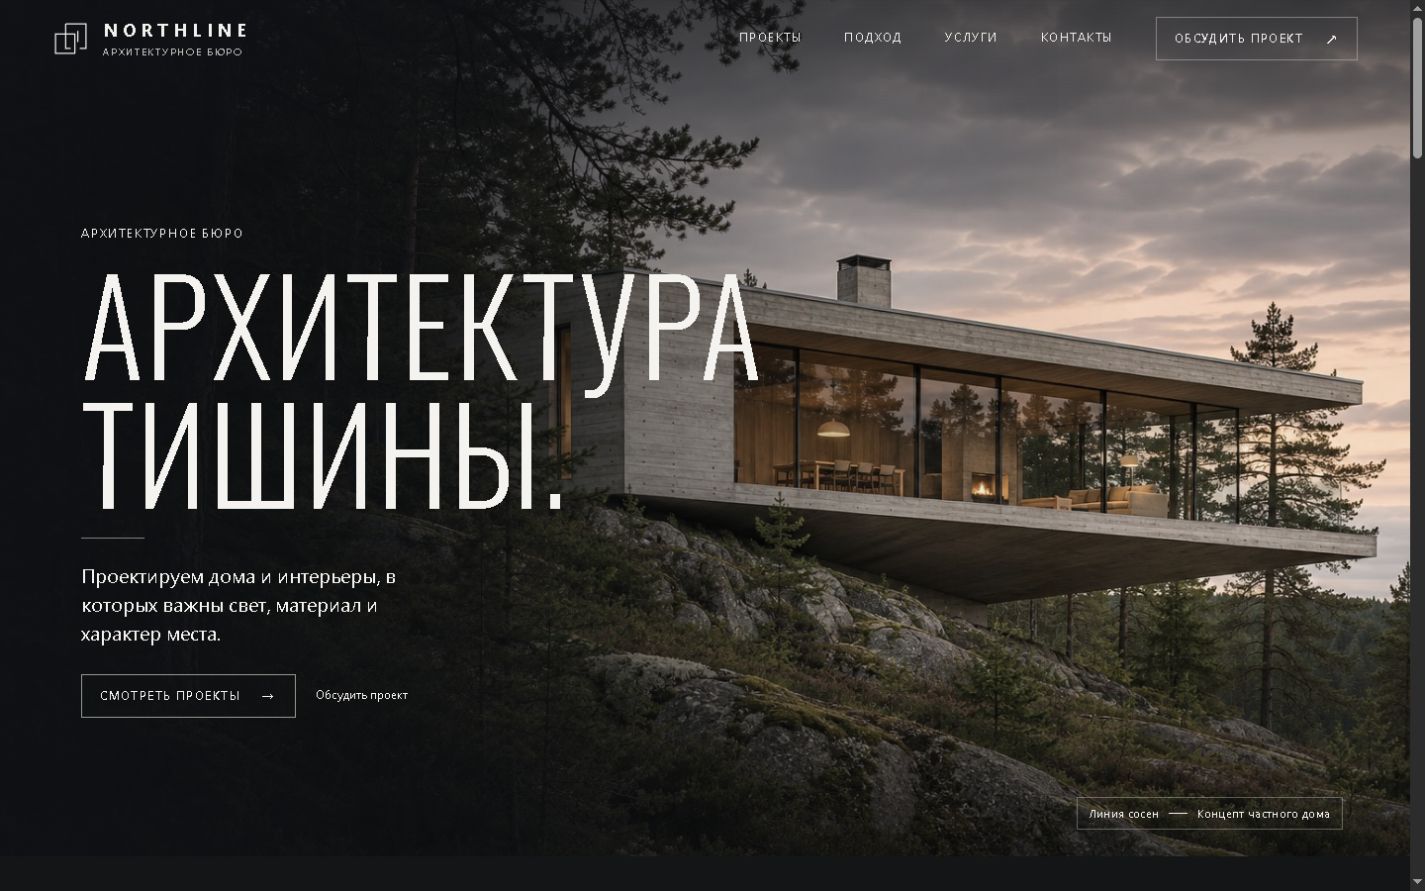 NORTHLINE
АРХИТЕКТУРНОЕ БЮРО
ПРОЕКТЫ
ПОДХОД
УСЛУГИ
КОНТАКТЫ
ОБСУДИТЬ ПРОЕКТ ↗
АРХИТЕКТУРНОЕ БЮРО
АРХИТЕКТУРА
ТИШИНЫ.
Проектируем дома и интерьеры, в
которых важны свет, материал и
характер места.
СМОТРЕТЬ ПРОЕКТЫ →
Обсудить проект
Линия сосен — Концепт частного дома